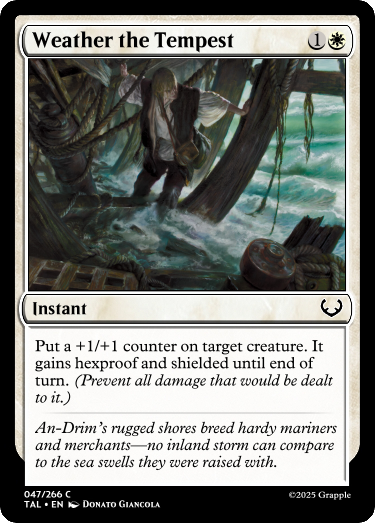 Weather the Tempest 1
Instant
Put a +1/+1 counter on target creature. It
gains hexproof and shielded until end of
turn. (Prevent all damage that would be dealt
to it.)
An-Drim's rugged shores breed hardy mariners
and merchants—no inland storm can compare
to the sea swells they were raised with.
047/266 C
TAL • EN Donato Giancola
©2025 Grapple